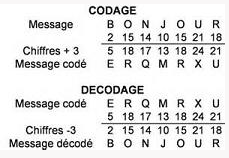 CODAGE
Message B O N J O U R
2 15 14 10 15 21 18
Chiffres + 3 5 18 17 13 18 24 21
Message codé E R Q M R X U
DECODAGE
Message codé E R Q M R X U
5 18 17 13 18 24 21
Chiffres -3 2 15 14 10 15 21 18
Message décodé B O N J O U R